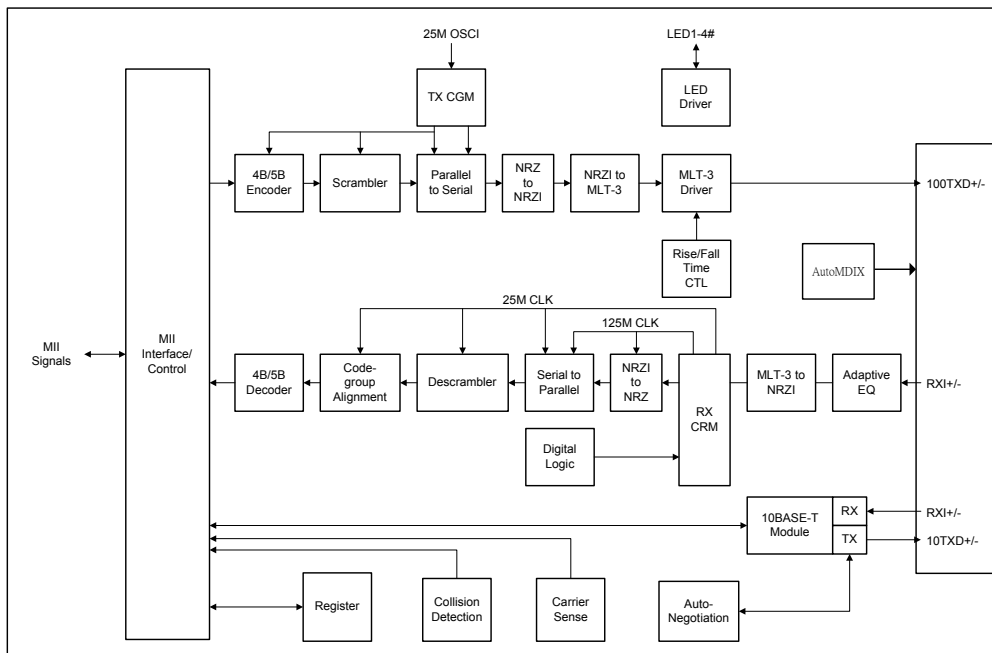 25M OSCI
LED1-4#
TX CGM
LED
Driver
4B/5B
Encoder
Scrambler
Parallel
to Serial
NRZ
to
NRZI
NRZI to
MLT-3
MLT-3
Driver
100TXD+/-
Rise/Fall
Time
CTL
AutoMDIX
25M CLK
125M CLK
MII
Signals
MII
Interface/
Control
4B/5B
Decoder
Code-
group
Alignment
Descrambler
Serial to
Parallel
NRZI
to
NRZ
RX
CRM
MLT-3 to
NRZI
Adaptive
EQ
RXI+/-
Digital
Logic
10BASE-T
Module
RX
TX
RXI+/-
10TXD+/-
Register
Collision
Detection
Carrier
Sense
Auto-
Negotiation